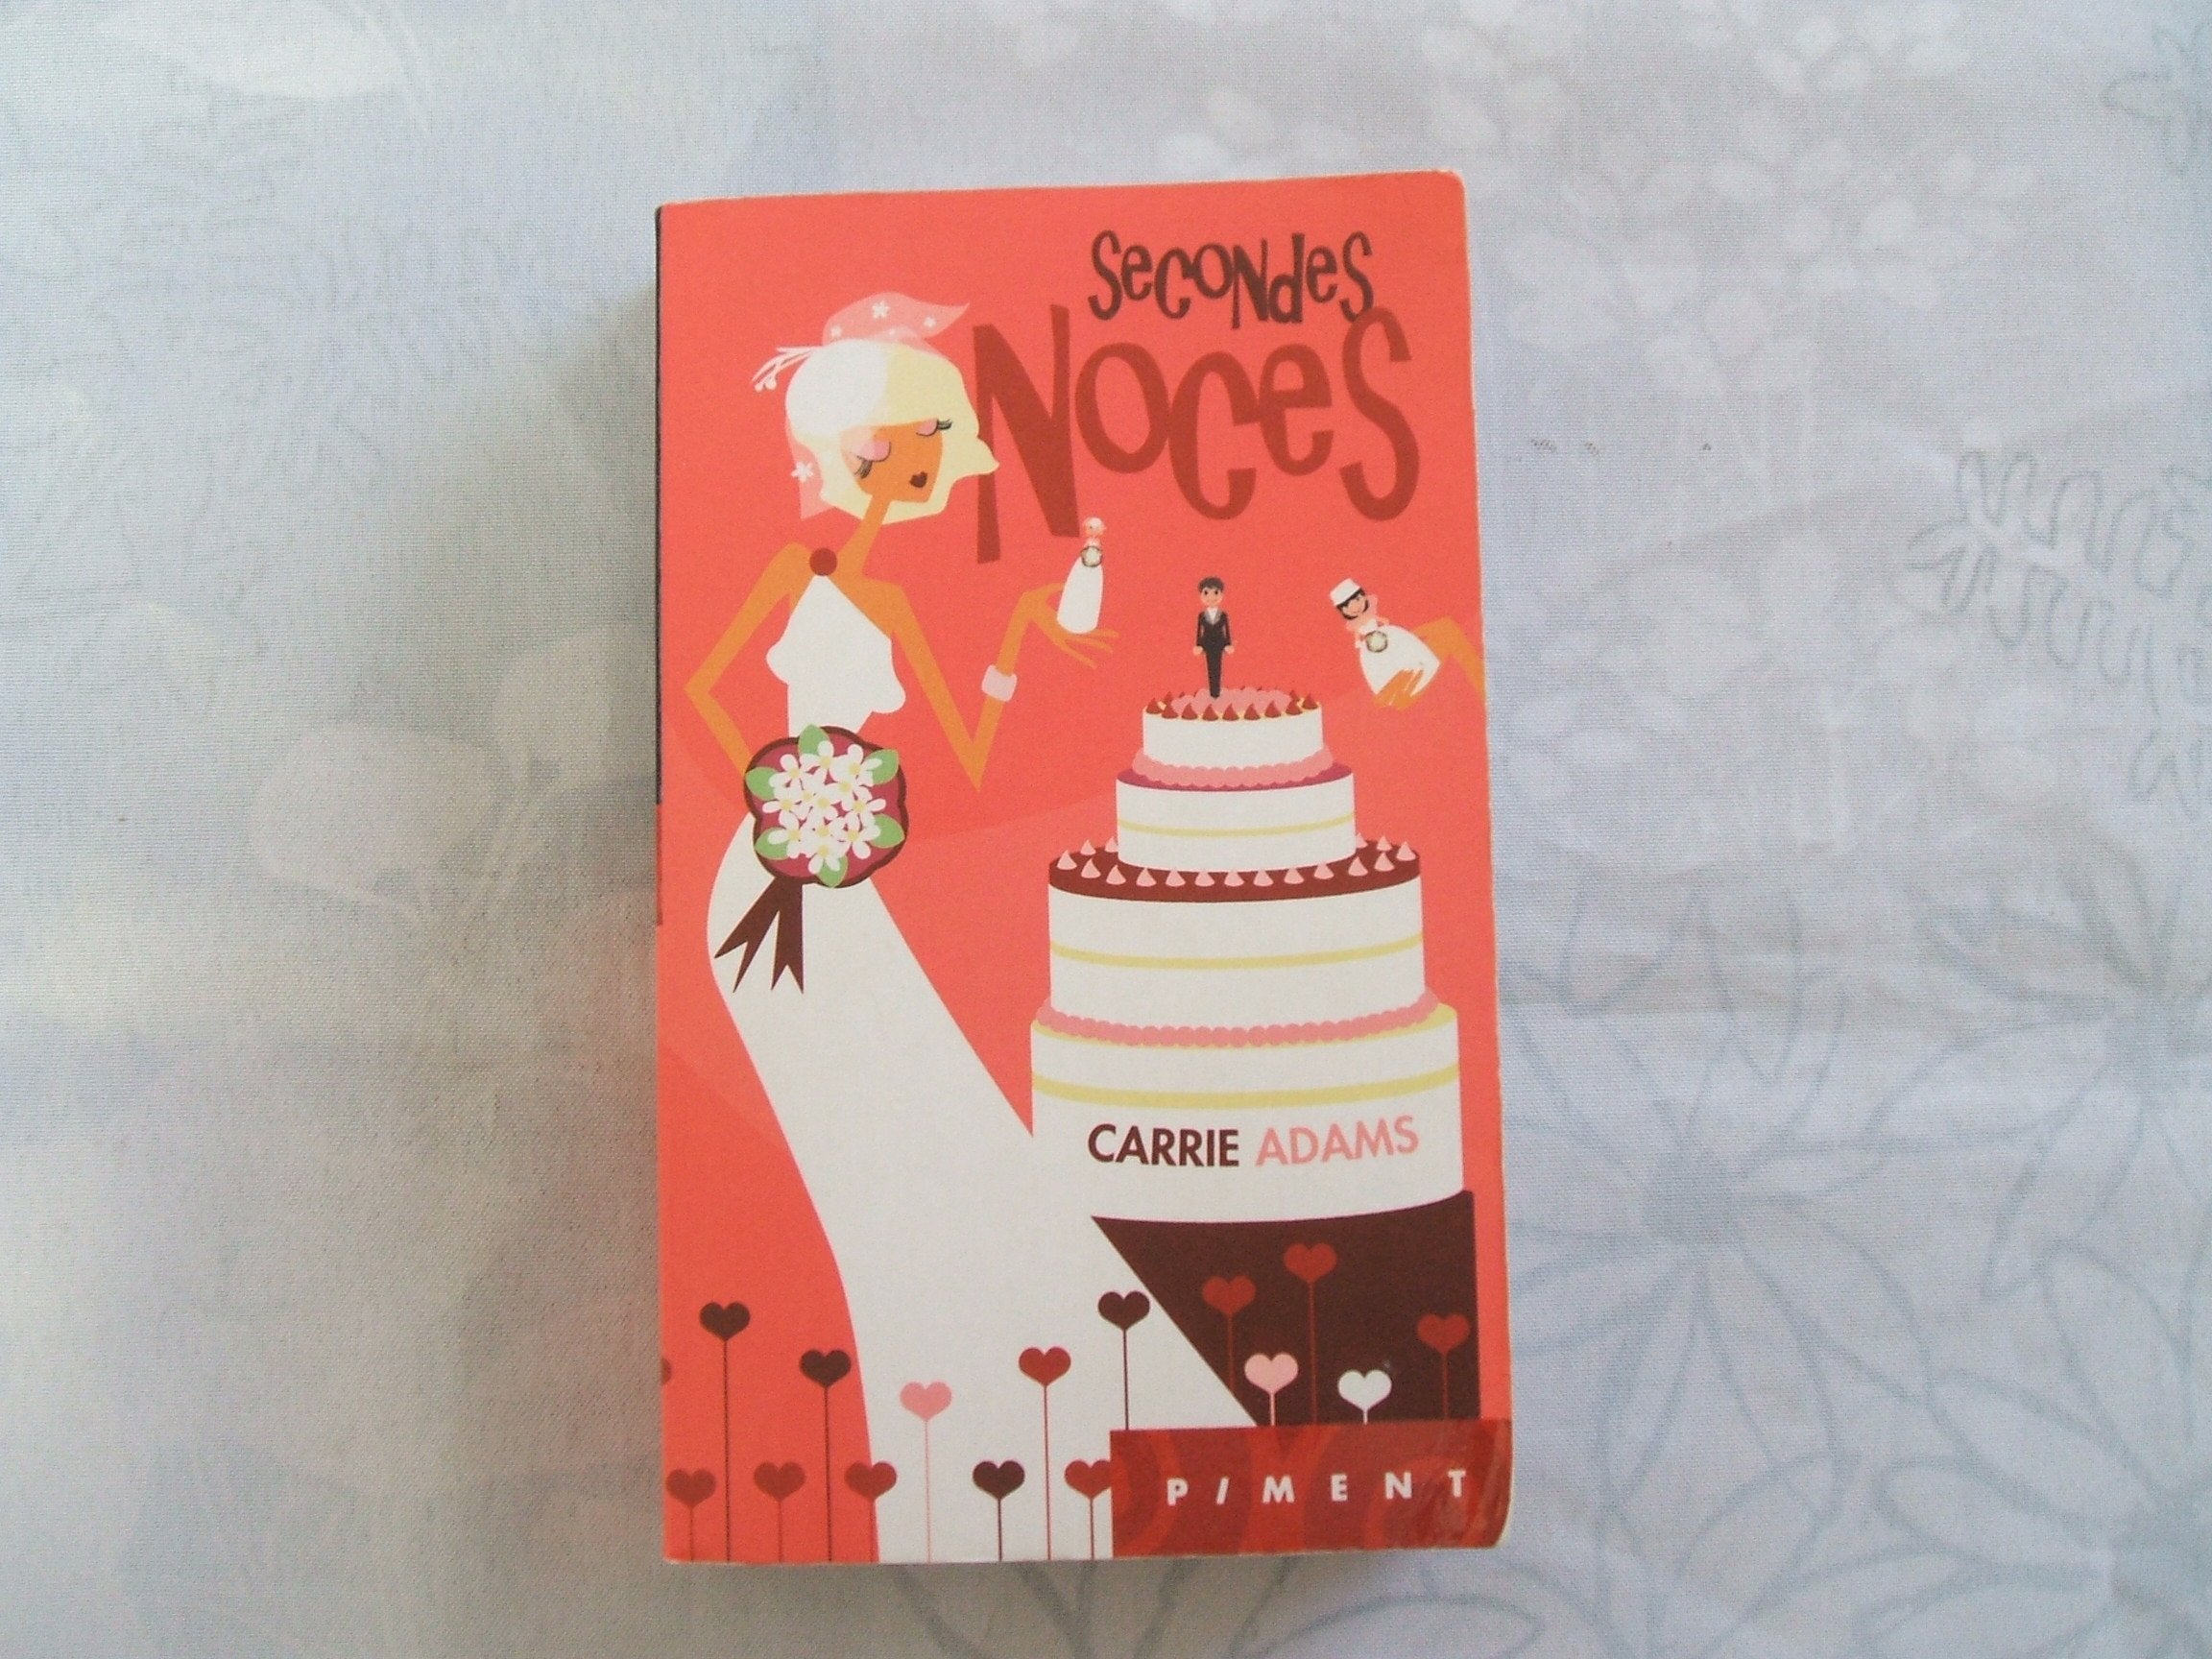 Secondes
Noces
CARRIE ADAMS
PIMENT